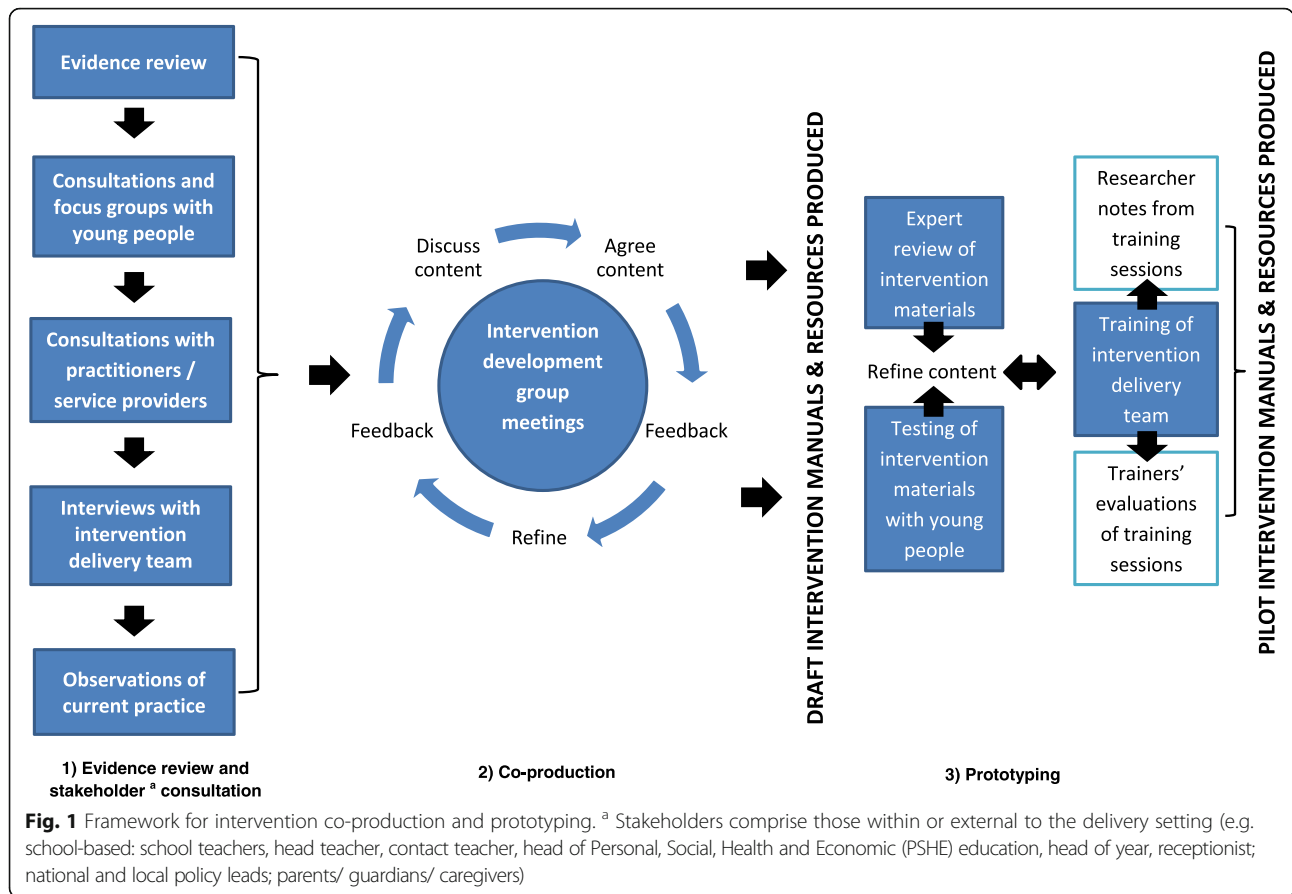 Evidence review
Consultations and
focus groups with
young people
Consultations with
practitioners /
service providers
Interviews with
intervention
delivery team
Observations of
current practice
1) Evidence review and
stakeholder ᵃ consultation
Discuss
content
Agree
content
Feedback
Refine
Feedback
Intervention
development
group
meetings
2) Co-production
DRAFT INTERVENTION MANUALS & RESOURCES PRODUCED
Expert
review of
intervention
materials
Refine content
Testing of
intervention
materials
with young
people
Researcher
notes from
training
sessions
Training of
intervention
delivery
team
Trainers’
evaluations
of training
sessions
3) Prototyping
PILOT INTERVENTION MANUALS & RESOURCES PRODUCED
Fig. 1 Framework for intervention co-production and prototyping. ᵃ Stakeholders comprise those within or external to the delivery setting (e.g.
school-based: school teachers, head teacher, contact teacher, head of Personal, Social, Health and Economic (PSHE) education, head of year, receptionist;
national and local policy leads; parents/ guardians/ caregivers)